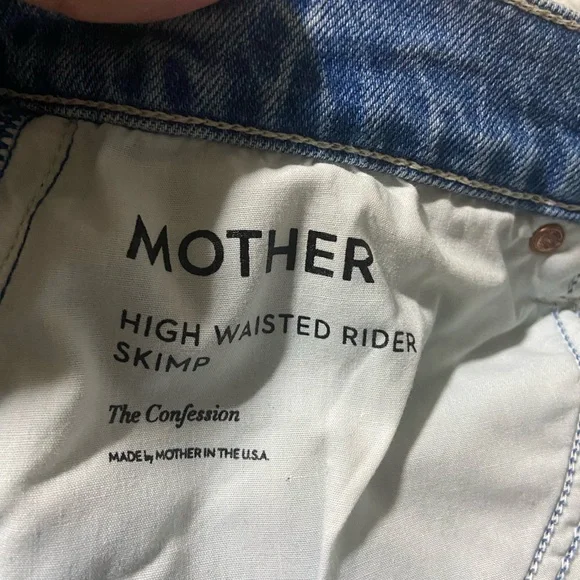 MOTHER
HIGH WAISTED RIDER
SKIMP
The Confession
MADE by MOTHER IN THE U.S.A.